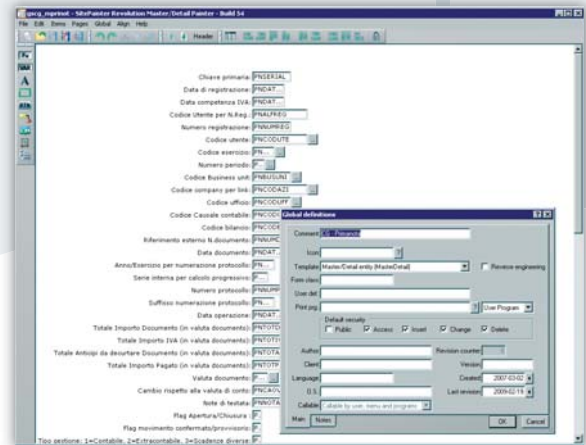 gscg_mprinot - SitePainter Revolution Master/Detail Painter - Build 54
File Edit Items Pages Global Align Help
Header
Chiave primaria: PNSERIAL
Data di registrazione: PNDAT...
Data competenza IVA: PNDAT...
Codice Utente per N.Reg.: PNALFREG
Numero registrazione: PNNUMREG
Codice utente: PNCODUTE
Codice esercizio: PN...
Numero periodo: P...
Codice Business unit: PNBUSUNI
Codice company per link: PNCODAZI
Codice ufficio: PNCODUFF
Codice Causale contabile: PNCODC
Codice bilancio: PNCODE
Riferimento esterno N.documento: PNNUMD
Data documento: PNDAT...
Anno/Esercizio per numerazione protocollo: PN...
Serie interna per calcolo progressivo: P...
Numero protocollo: PNNUMP
Suffisso numerazione protocollo: PN...
Data operazione: PNDAT...
Totale Importo Documento (in valuta documento): PNTOTD
Totale Importo IVA (in valuta documento): PNTOTI
Totale Anticipi da decurtare Documento (in valuta documento): PNTOTA
Totale Importo Pagato (in valuta documento): PNTOTP
Valuta documento: P...
Cambio rispetto alla valuta di conto: PNCAO
Note di testata: PNNOTA
Flag Apertura/Chiusura : P
Flag movimento confermato/provvisorio: P
Tipo gestione: 1=Contabile, 2=Extracontabile, 3=Scadenze diverse: P
Global definitions
Comment: CG - Primanota
Icon: ?
Template: Master/Detail entity (MasterDetail)
Reverse engineering
Form class:
User def.:
Print prg.: ? User Program
Default security
Public Access Insert Change Delete
Author: Revision counter:
Client: Version:
Language: Created: 2007-03-02
O.S.: Last revision: 2009-02-19
Callable: Callable by user, menu and programs
Main Notes OK Cancel